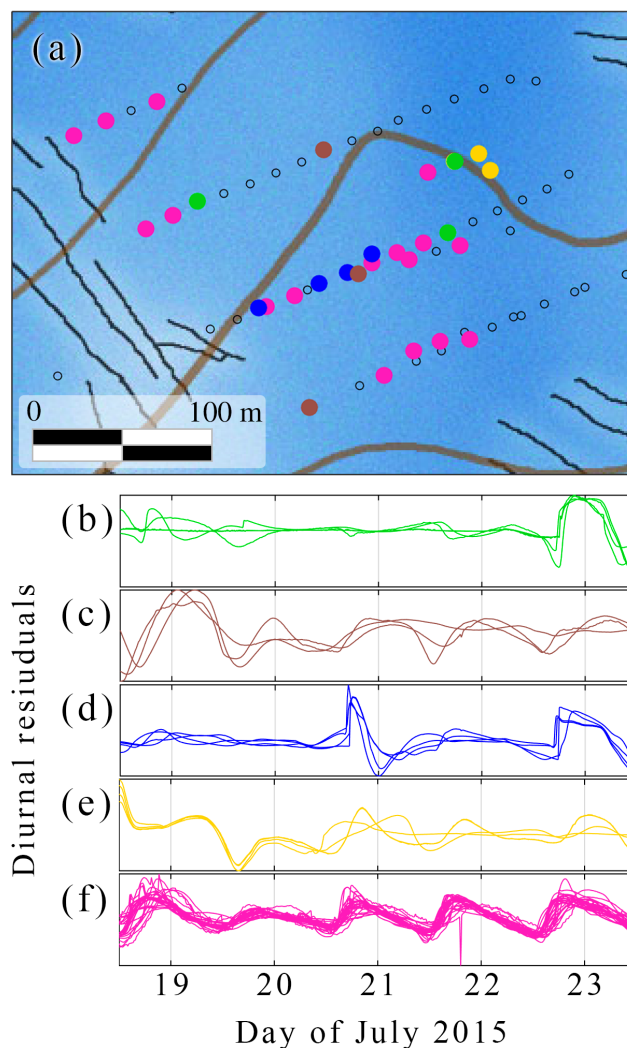 (a)
0 100 m
(b)
(c)
(d)
(e)
(f)
Diurnal resiuduals
19 20 21 22 23
Day of July 2015